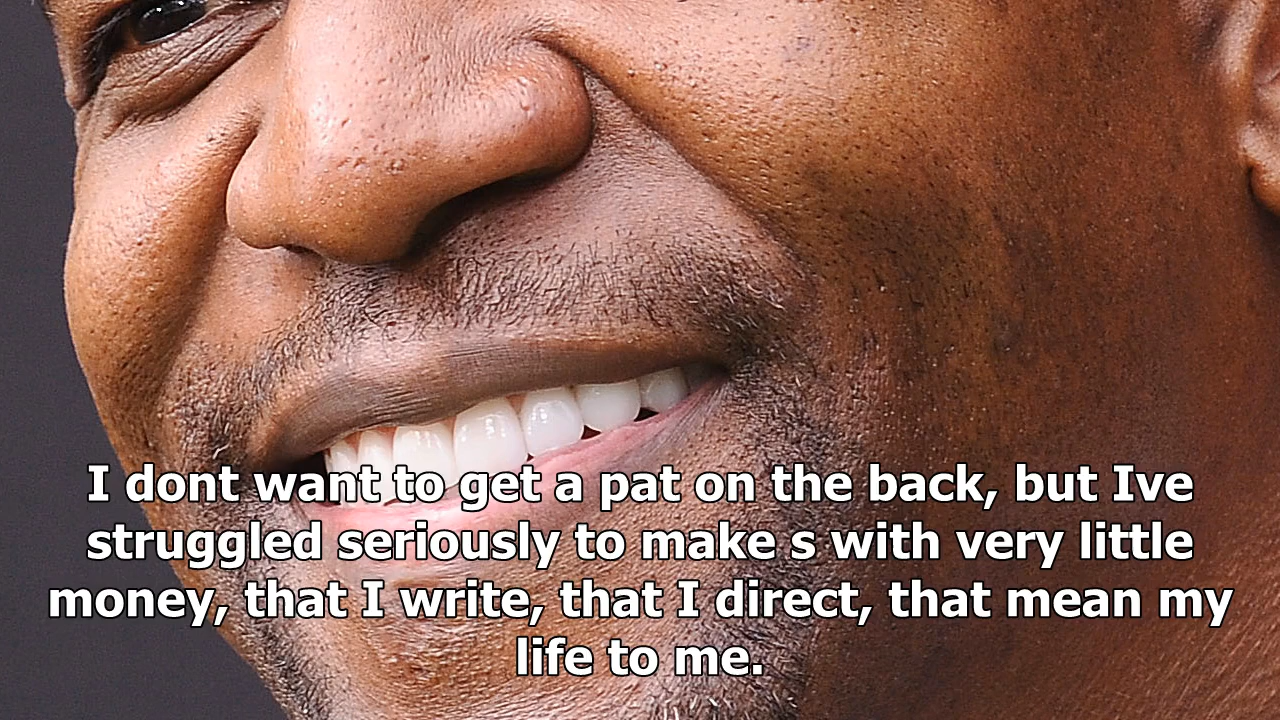 I dont want to get a pat on the back, but Ive
struggled seriously to make s with very little
money, that I write, that I direct, that mean my
life to me.